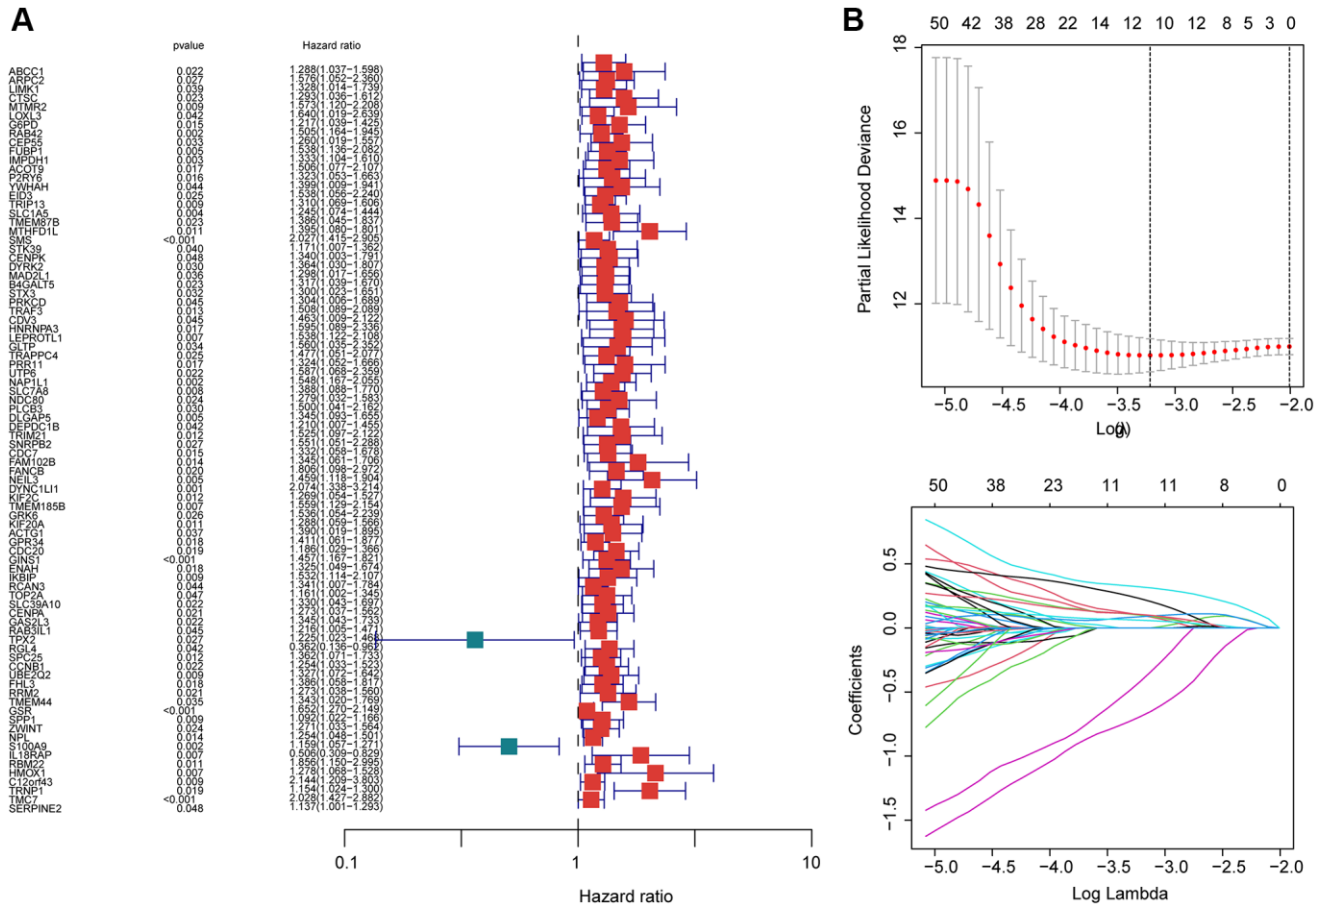 A
pvalue Hazard ratio
ABCC1 0.022 1.288(1.037−1.598)
ARPC2 0.027 1.576(1.052−2.360)
LIMK1 0.039 1.328(1.014−1.739)
CTSC 0.023 1.293(1.036−1.612)
MTMR2 0.009 1.573(1.120−2.208)
LOXL3 0.042 1.640(1.019−2.639)
G6PD 0.015 1.217(1.039−1.425)
RAB42 0.002 1.505(1.164−1.945)
CEP55 0.033 1.260(1.019−1.557)
FUBP1 0.005 1.538(1.136−2.082)
IMPDH1 0.003 1.333(1.104−1.610)
ACOT9 0.017 1.506(1.077−2.107)
P2RY6 0.016 1.323(1.053−1.663)
YWHAH 0.044 1.399(1.009−1.941)
EID3 0.025 1.538(1.056−2.240)
TRIP13 0.009 1.310(1.069−1.606)
SLC1A5 0.004 1.245(1.074−1.444)
TMEM87B 0.023 1.386(1.045−1.837)
MTHFD1L 0.011 1.395(1.080−1.801)
SMS <0.001 2.027(1.415−2.905)
STK39 0.040 1.171(1.007−1.362)
CENPK 0.048 1.340(1.003−1.791)
DYRK2 0.030 1.364(1.030−1.807)
MAD2L1 0.036 1.298(1.017−1.656)
B4GALT5 0.023 1.317(1.039−1.670)
STX3 0.032 1.300(1.023−1.651)
PRKCD 0.045 1.304(1.006−1.689)
TRAF3 0.013 1.508(1.089−2.089)
CDV3 0.045 1.463(1.009−2.122)
HNRNPA3 0.017 1.595(1.089−2.336)
LEPROTL1 0.007 1.538(1.122−2.108)
GLTP 0.034 1.560(1.035−2.352)
TRAPPC4 0.025 1.477(1.051−2.077)
PRR11 0.017 1.324(1.052−1.666)
UTP6 0.022 1.587(1.068−2.359)
NAP1L1 0.002 1.548(1.167−2.055)
SLC7A8 0.008 1.388(1.088−1.770)
NDC80 0.024 1.279(1.032−1.583)
PLCB3 0.030 1.500(1.041−2.162)
DLGAP5 0.005 1.345(1.093−1.655)
DEPDC1B 0.042 1.210(1.007−1.455)
TRIM21 0.012 1.525(1.097−2.122)
SNRPB2 0.027 1.551(1.051−2.288)
CDC7 0.015 1.332(1.058−1.678)
FAM102B 0.014 1.345(1.061−1.706)
FANCB 0.020 1.806(1.098−2.972)
NEIL3 0.005 1.459(1.118−1.904)
DYNC1LI1 0.001 2.074(1.338−3.214)
KIF2C 0.012 1.269(1.054−1.527)
TMEM185B 0.007 1.559(1.129−2.154)
GRK6 0.026 1.536(1.054−2.239)
KIF20A 0.011 1.288(1.059−1.566)
ACTG1 0.037 1.390(1.019−1.895)
GPR34 0.018 1.411(1.061−1.877)
CDC20 0.019 1.186(1.029−1.366)
GINS1 <0.001 1.457(1.167−1.821)
ENAH 0.018 1.325(1.049−1.674)
IKBIP 0.009 1.532(1.114−2.107)
RCAN3 0.044 1.341(1.007−1.784)
TOP2A 0.047 1.161(1.002−1.345)
SLC39A10 0.022 1.330(1.043−1.697)
CENPA 0.021 1.273(1.037−1.562)
GAS2L3 0.022 1.345(1.043−1.733)
RAB3IL1 0.045 1.216(1.005−1.471)
TPX2 0.027 1.225(1.023−1.468)
RGL4 0.042 0.362(0.136−0.962)
SPC25 0.012 1.362(1.071−1.733)
CCNB1 0.022 1.254(1.033−1.523)
UBE2Q2 0.009 1.327(1.072−1.642)
FHL3 0.018 1.386(1.058−1.817)
RRM2 0.021 1.273(1.038−1.560)
TMEM44 0.035 1.343(1.020−1.769)
GSR <0.001 1.652(1.270−2.149)
SPP1 0.009 1.092(1.022−1.166)
ZWINT 0.024 1.271(1.033−1.564)
NPL 0.014 1.254(1.048−1.501)
S100A9 0.002 1.159(1.057−1.271)
IL18RAP 0.007 0.506(0.309−0.829)
RBM22 0.011 1.856(1.150−2.995)
HMOX1 0.007 1.278(1.068−1.528)
C12orf43 0.009 2.144(1.209−3.803)
TRNP1 0.019 1.154(1.024−1.300)
TMC7 <0.001 2.028(1.427−2.882)
SERPINE2 0.048 1.137(1.001−1.293)
0.1 1 10
Hazard ratio
B
50 42 38 28 22 14 12 10 12 8 5 3 0
18
16
14
12
Partial Likelihood Deviance
−5.0 −4.5 −4.0 −3.5 −3.0 −2.5 −2.0
Log(λ)
50 38 23 11 11 8 0
0.5
0.0
−0.5
−1.0
−1.5
Coefficients
−5.0 −4.5 −4.0 −3.5 −3.0 −2.5 −2.0
Log Lambda